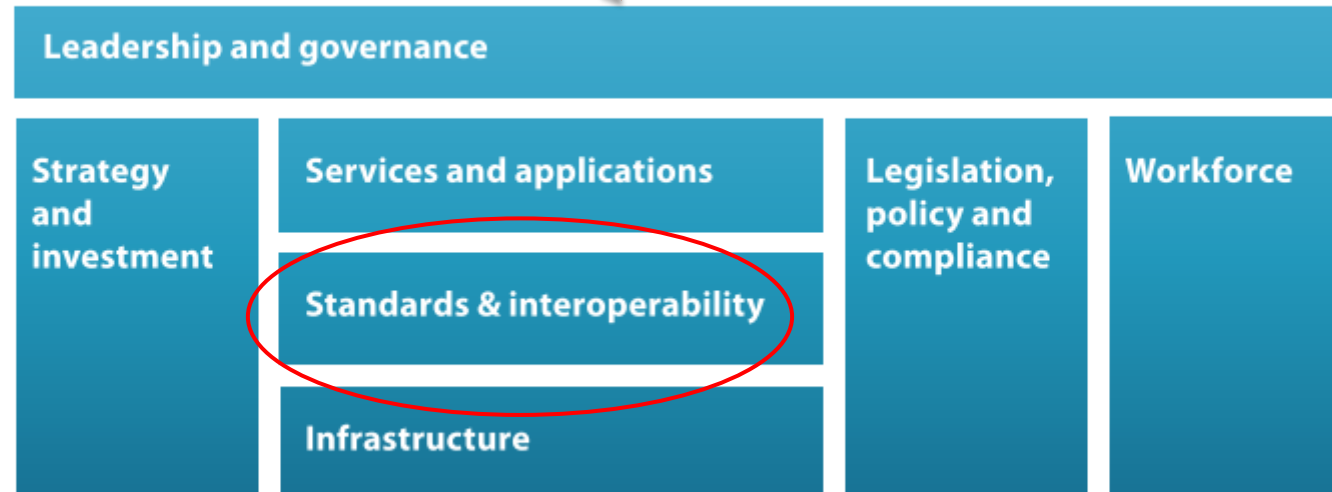 Leadership and governance
Strategy
and
investment
Services and applications
Standards & interoperability
Infrastructure
Legislation,
policy and
compliance
Workforce